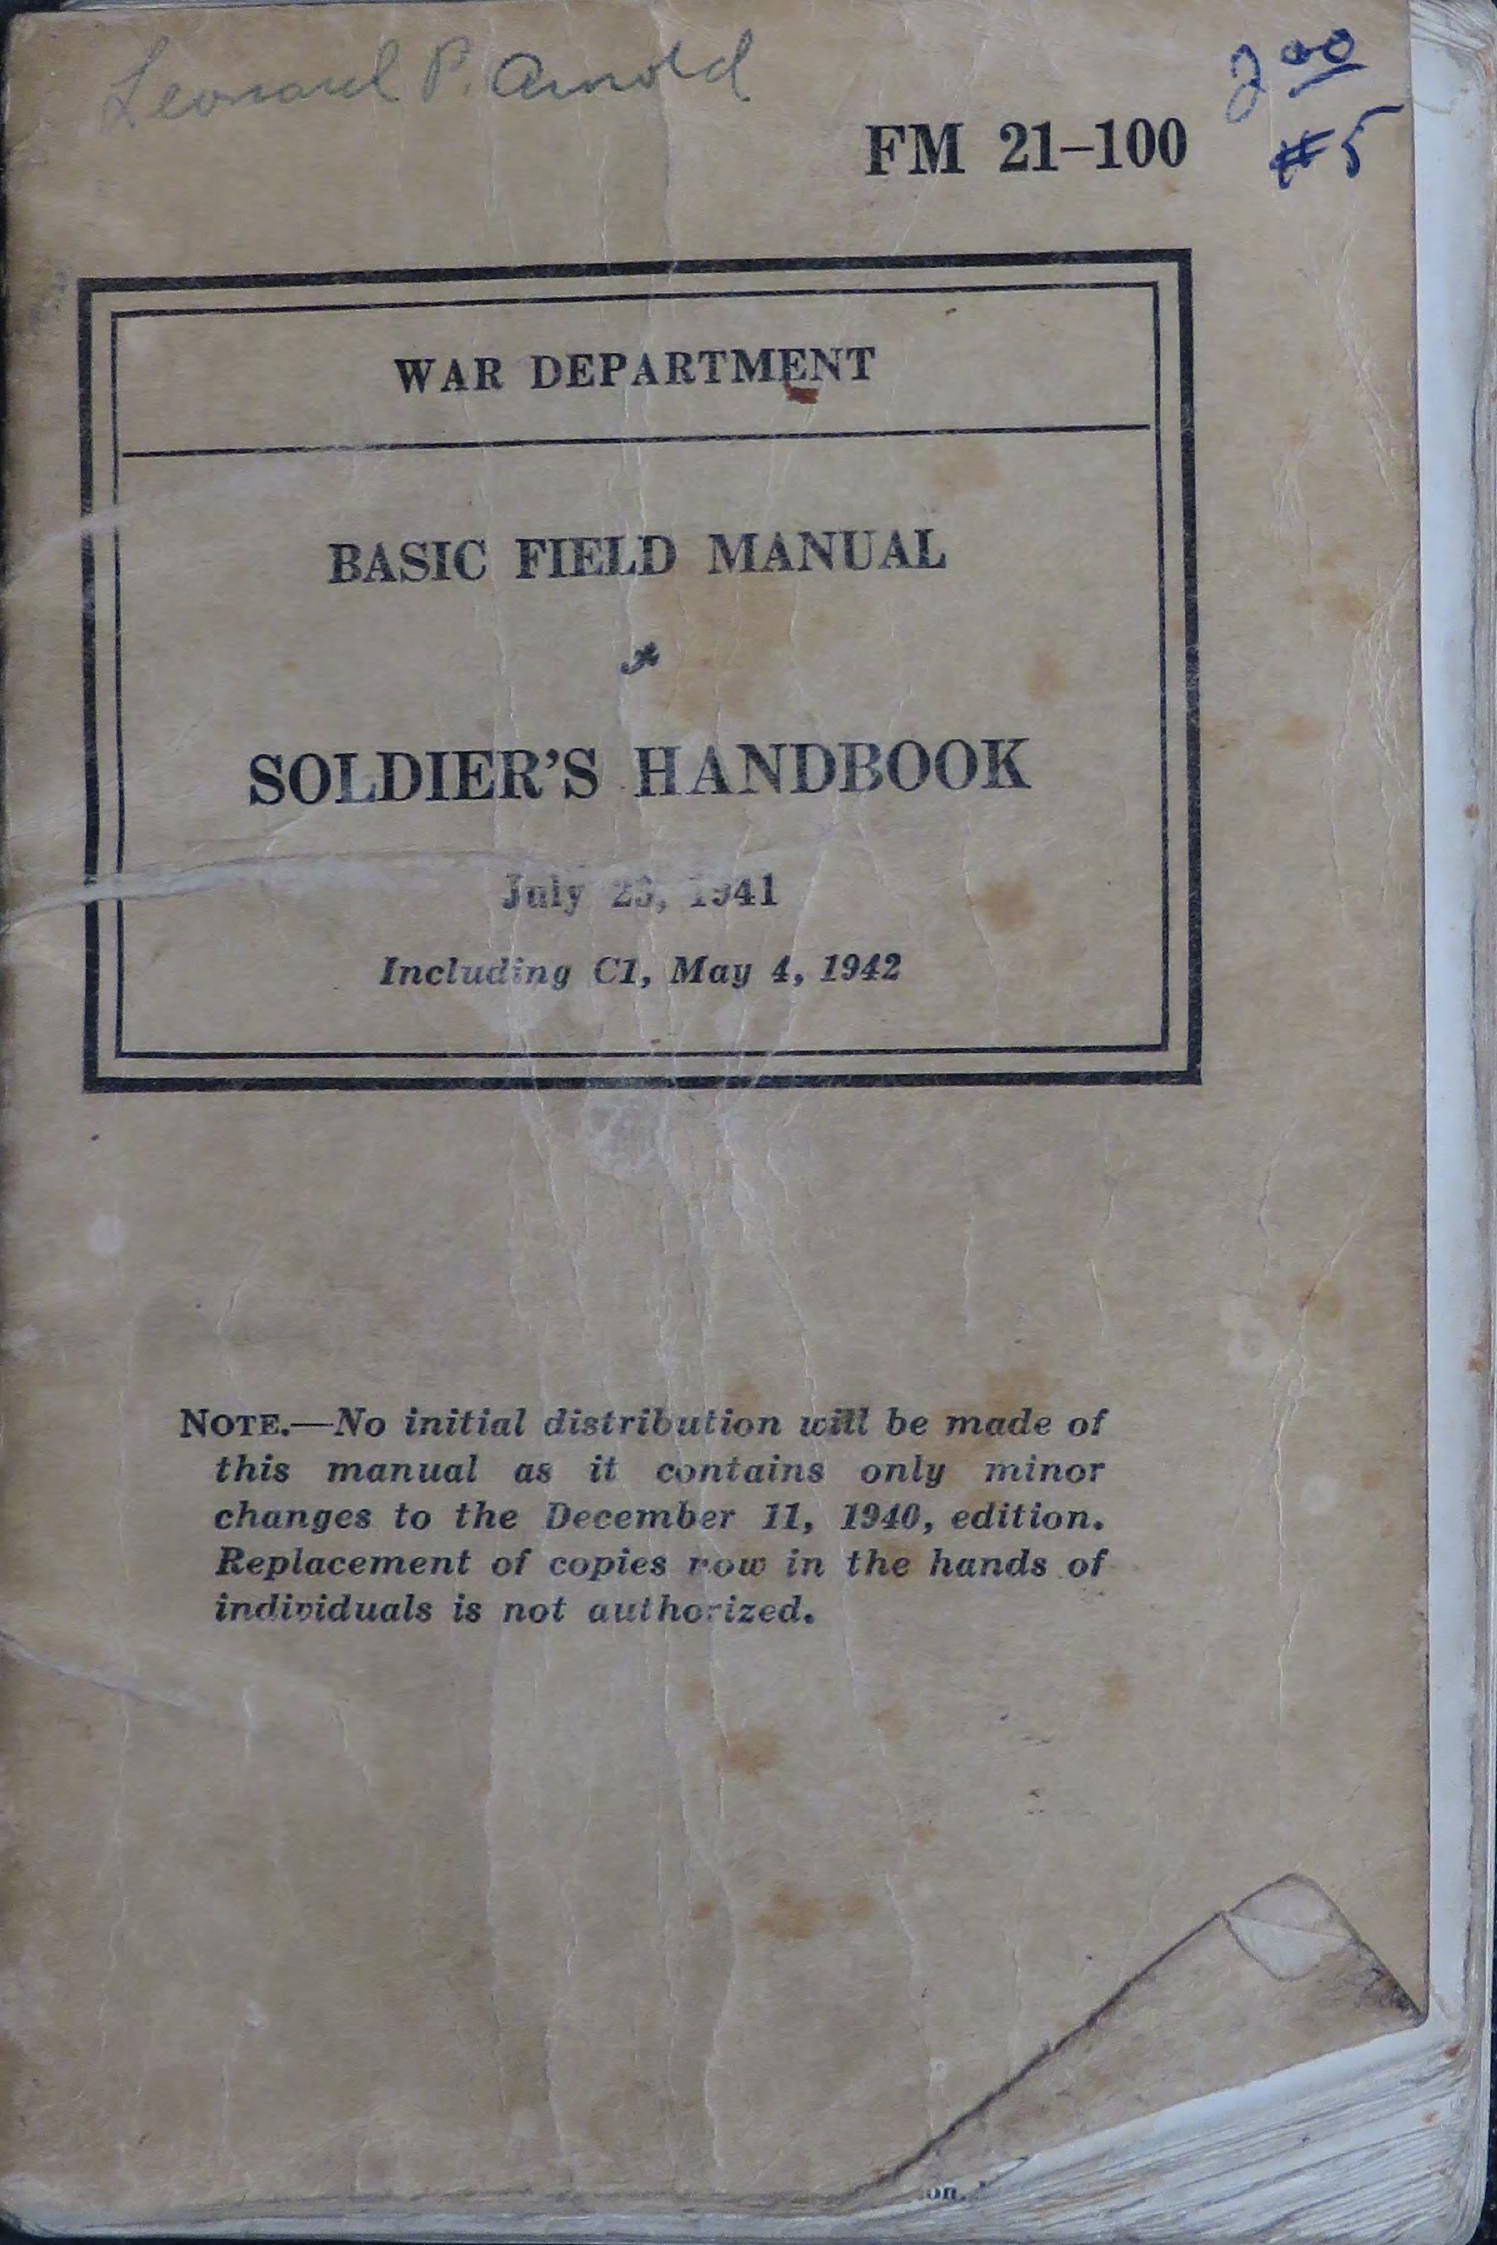 Leonard P. Arnold
2 00
#5
FM 21–100
WAR DEPARTMENT
BASIC FIELD MANUAL
SOLDIER'S HANDBOOK
July 23, 1941
Including C1, May 4, 1942
NOTE.—No initial distribution will be made of
this manual as it contains only minor
changes to the December 11, 1940, edition.
Replacement of copies now in the hands of
individuals is not authorized.